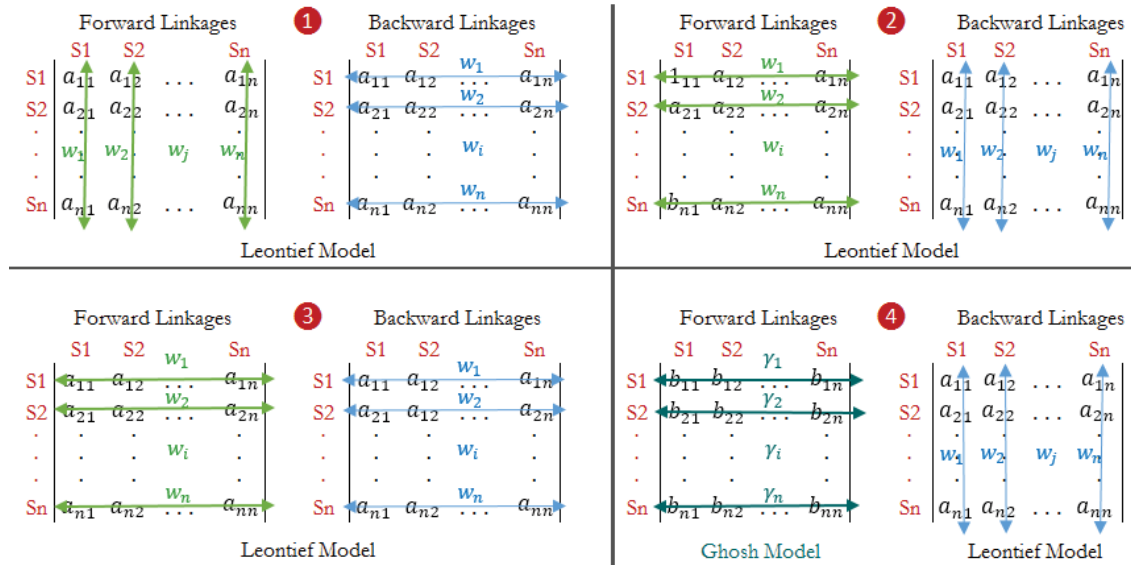 Forward Linkages 1 Backward Linkages
S1 S2 Sn
S1 a₁₁ a₁₂ ... a₁ₙ
S2 a₂₁ a₂₂ ... a₂ₙ
w₁ w₂ wⱼ wₙ
Sn aₙ₁ aₙ₂ ... aₙₙ
S1 S2 Sn
w₁
S1 a₁₁ a₁₂ ... a₁ₙ
w₂
S2 a₂₁ a₂₂ ... a₂ₙ
wᵢ
wₙ
Sn aₙ₁ aₙ₂ ... aₙₙ
Leontief Model
Forward Linkages 2 Backward Linkages
S1 S2 Sn
w₁
S1 1₁₁ a₁₂ ... a₁ₙ
w₂
S2 a₂₁ a₂₂ ... a₂ₙ
wᵢ
wₙ
Sn bₙ₁ aₙ₂ ... aₙₙ
S1 S2 Sn
S1 a₁₁ a₁₂ ... a₁ₙ
S2 a₂₁ a₂₂ ... a₂ₙ
w₁ w₂ wⱼ wₙ
Sn aₙ₁ aₙ₂ ... aₙₙ
Leontief Model
Forward Linkages 3 Backward Linkages
S1 S2 Sn
w₁
S1 a₁₁ a₁₂ ... a₁ₙ
w₂
S2 a₂₁ a₂₂ ... a₂ₙ
wᵢ
wₙ
Sn aₙ₁ aₙ₂ ... aₙₙ
S1 S2 Sn
w₁
S1 a₁₁ a₁₂ ... a₁ₙ
w₂
S2 a₂₁ a₁₂ ... a₂ₙ
wᵢ
wₙ
Sn aₙ₁ aₙ₂ ... aₙₙ
Leontief Model
Forward Linkages 4 Backward Linkages
S1 S2 Sn
γ₁
S1 b₁₁ b₁₂ ... b₁ₙ
γ₂
S2 b₂₁ b₂₂ ... b₂ₙ
γᵢ
γₙ
Sn bₙ₁ bₙ₂ ... bₙₙ
Ghosh Model
S1 S2 Sn
S1 a₁₁ a₁₂ ... a₁ₙ
S2 a₂₁ a₂₂ ... a₂ₙ
w₁ w₂ wⱼ wₙ
Sn aₙ₁ aₙ₂ ... aₙₙ
Leontief Model